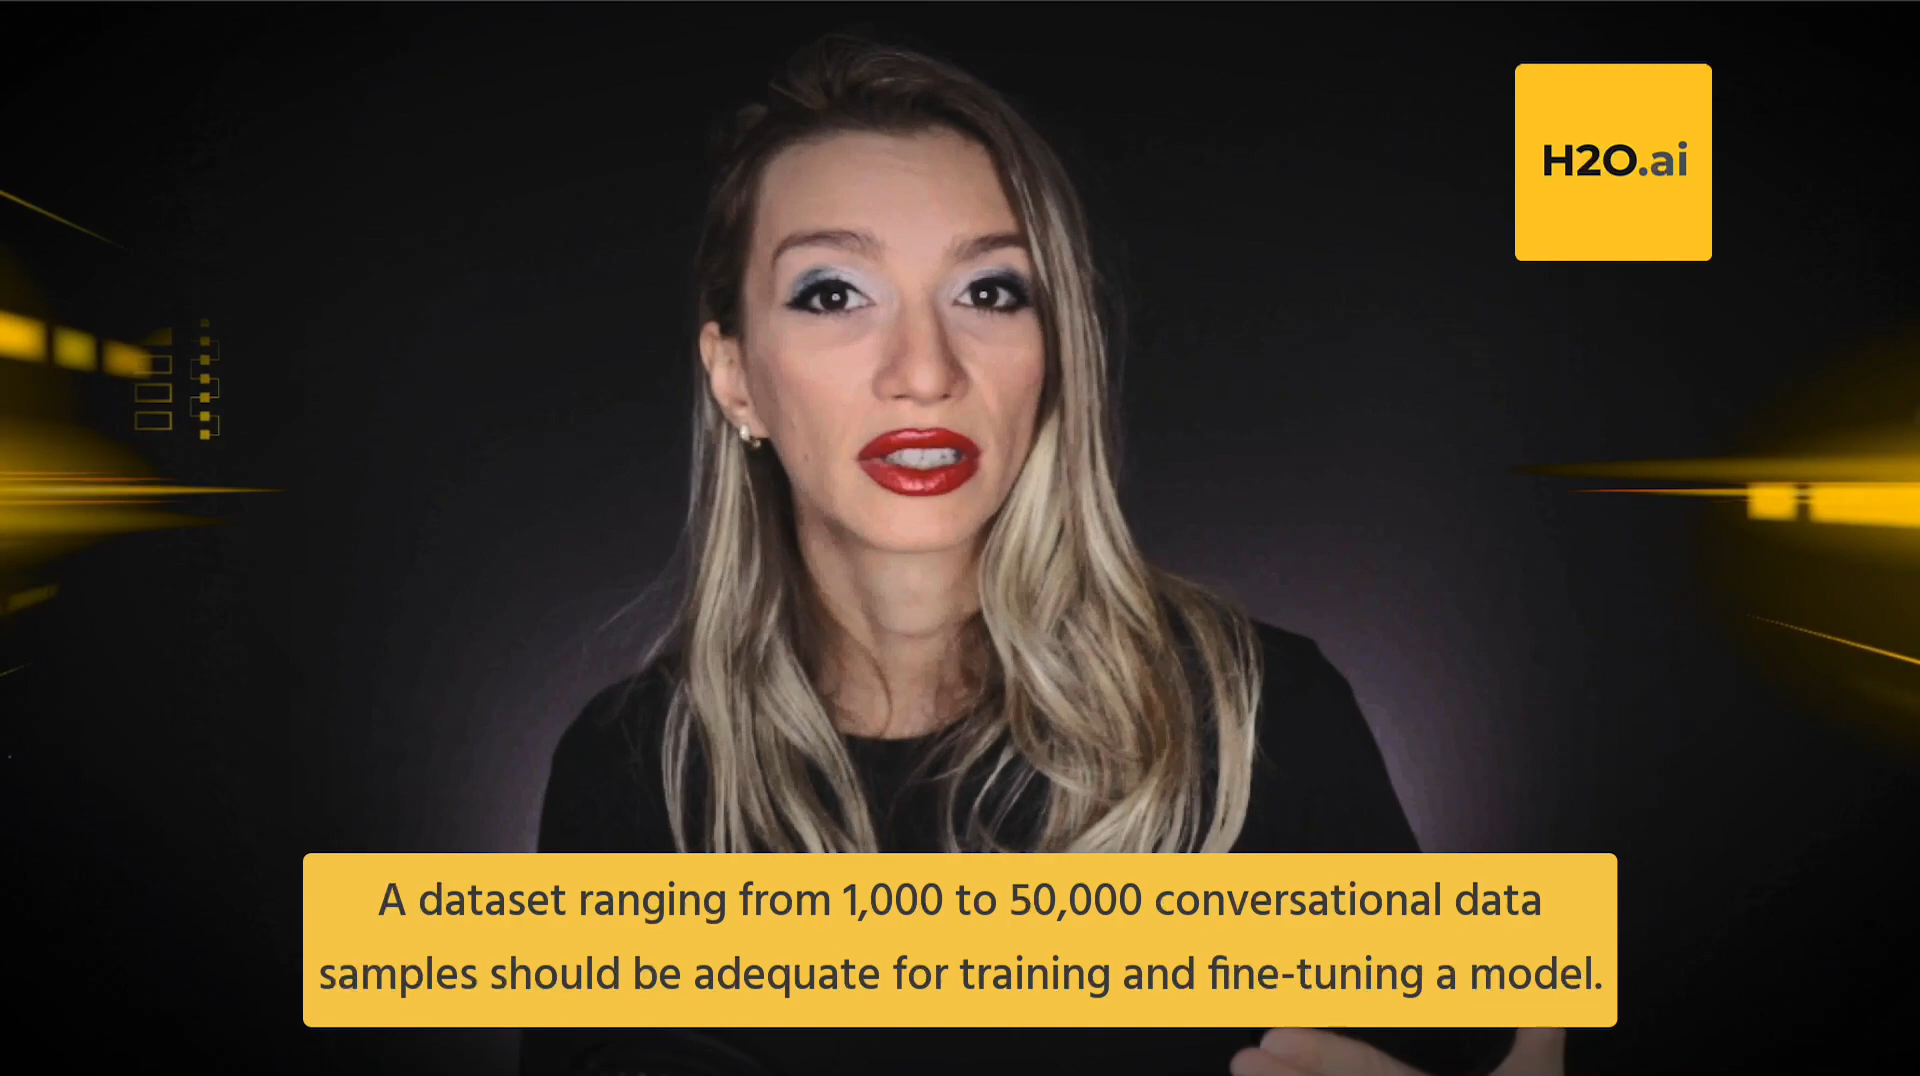 H2O.ai
A dataset ranging from 1,000 to 50,000 conversational data
samples should be adequate for training and fine-tuning a model.